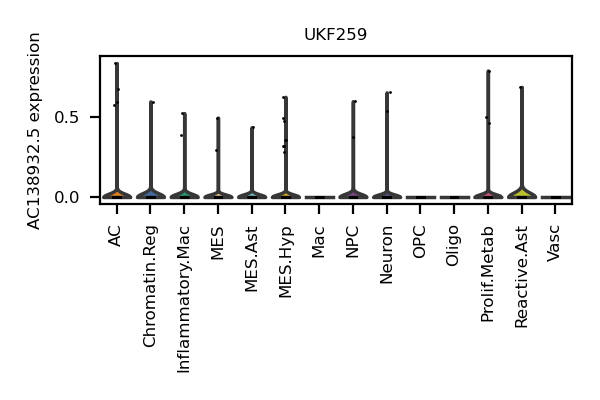 UKF259
AC138932.5 expression
0.5
0.0
AC
Chromatin.Reg
Inflammatory.Mac
MES
MES.Ast
MES.Hyp
Mac
NPC
Neuron
OPC
Oligo
Prolif.Metab
Reactive.Ast
Vasc